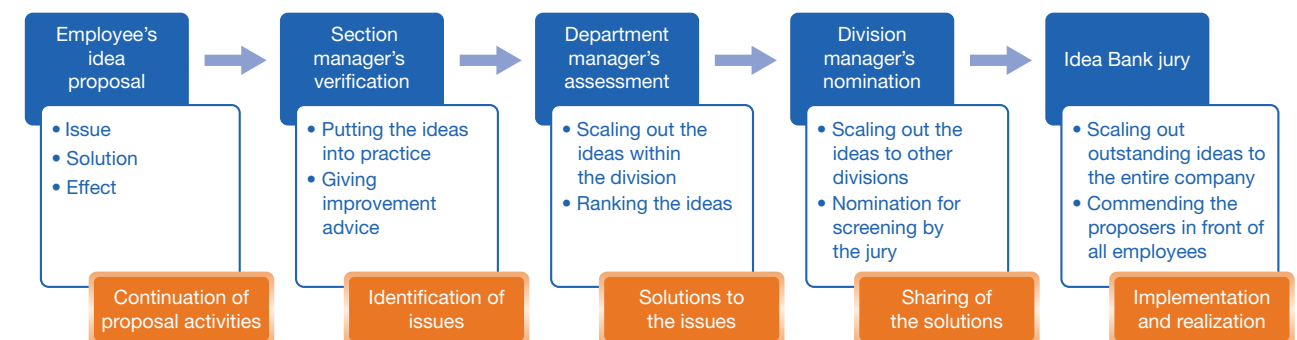 Employee's
idea
proposal
• Issue
• Solution
• Effect
Continuation of
proposal activities
Section
manager's
verification
• Putting the ideas
into practice
• Giving
improvement
advice
Identification of
issues
Department
manager's
assessment
• Scaling out the
ideas within
the division
• Ranking the ideas
Solutions to
the issues
Division
manager's
nomination
• Scaling out the
ideas to other
divisions
• Nomination for
screening by
the jury
Sharing of
the solutions
Idea Bank jury
• Scaling out
outstanding ideas to
the entire company
• Commending the
proposers in front of
all employees
Implementation
and realization